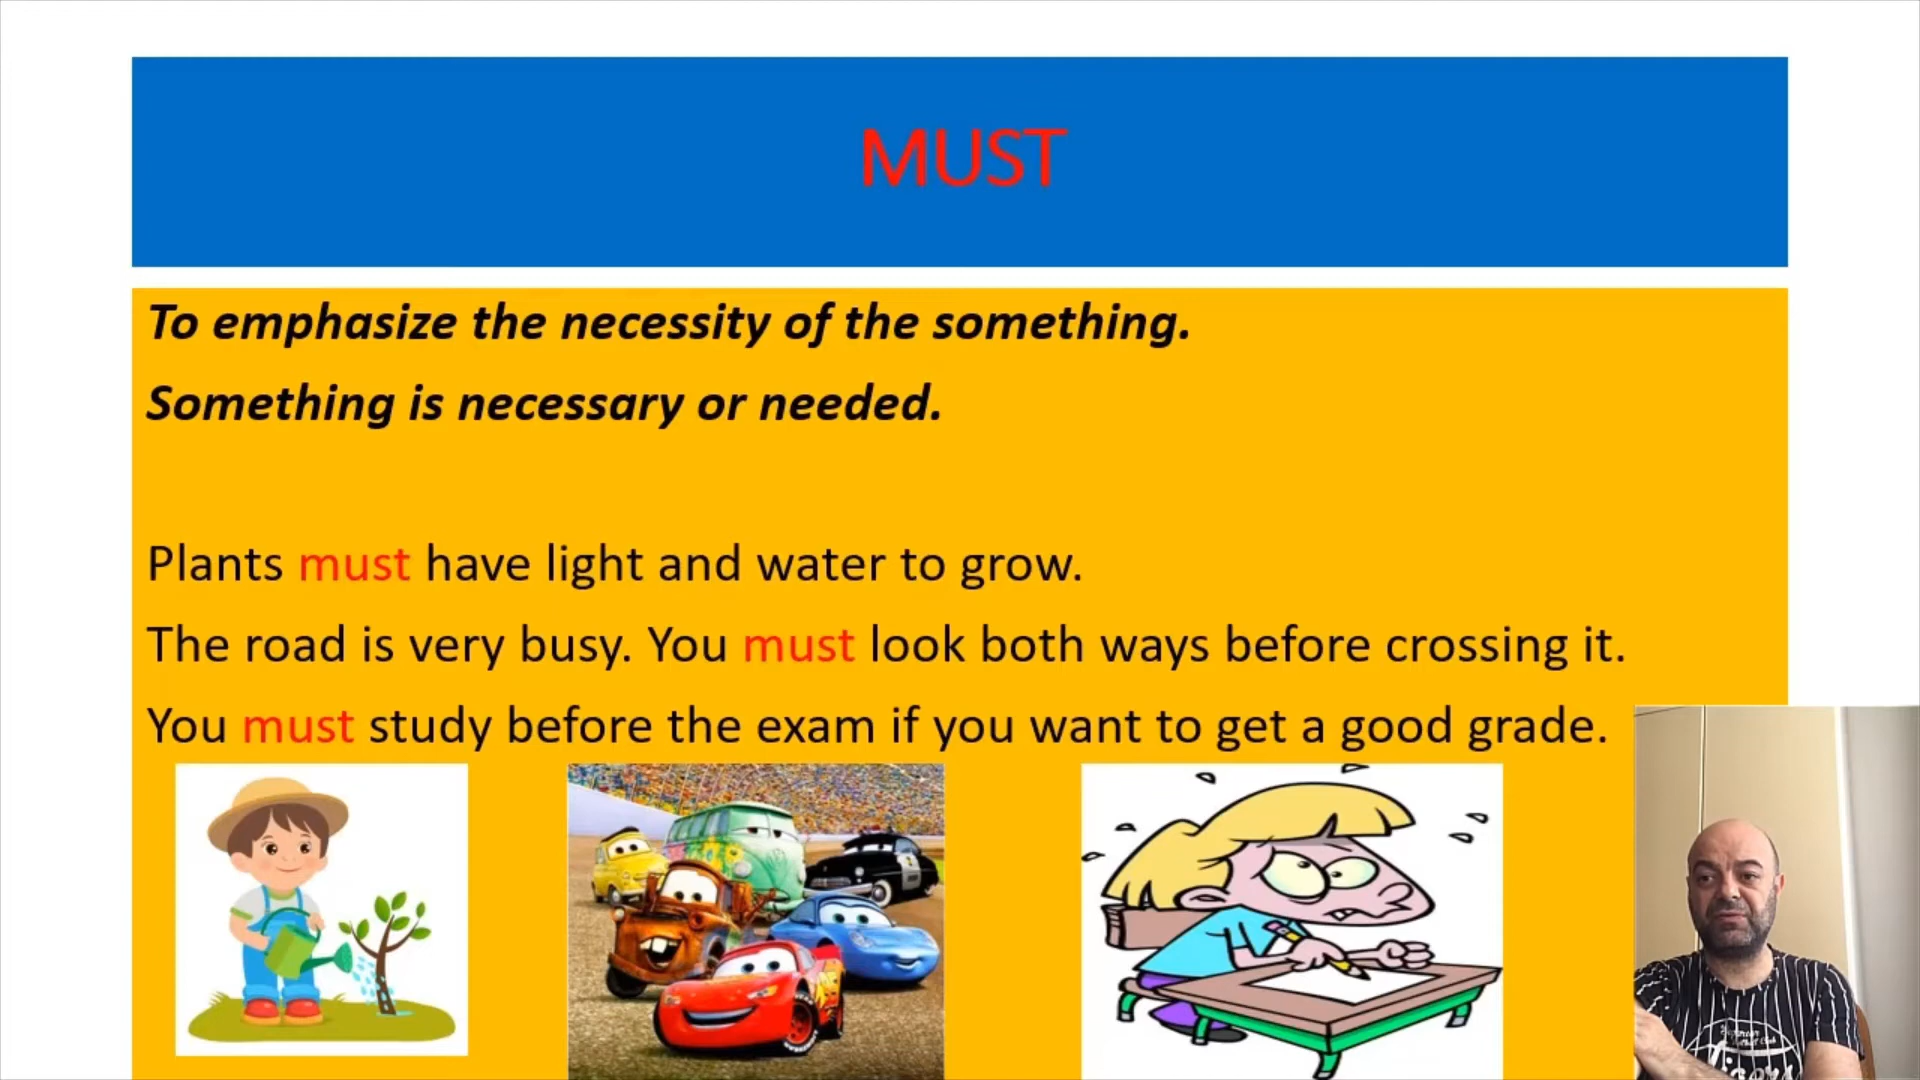 MUST
To emphasize the necessity of the something.
Something is necessary or needed.
Plants must have light and water to grow.
The road is very busy. You must look both ways before crossing it.
You must study before the exam if you want to get a good grade.